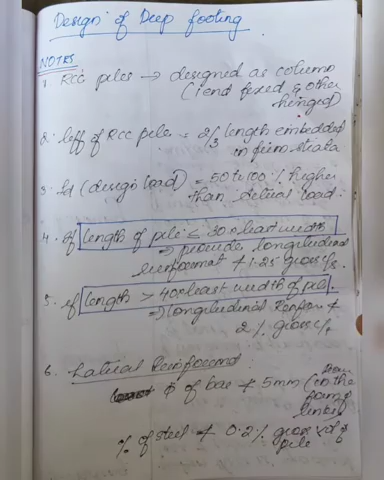 Design of Deep footing
NOTES
1 RCC piles → designed as column
(1 end fixed & other
hinged)
2. leff of RCC pile = 2/3 length embedded
in firm strata
3. ld (design load) = 50 to 100 % higher
than actual load.
4. if length of pile ≤ 30 × least width
⇒ provide longitudinal
≮ 1.25 gross c/s.
5. if length > 40 × least width of pile
⇒ longitudinal ≮
2 % gross c/s
6. Lateral
ϕ of bar ≮ 5mm (in the
form of
links)
% of steel ≮ 0.2 % gross vol of
pile